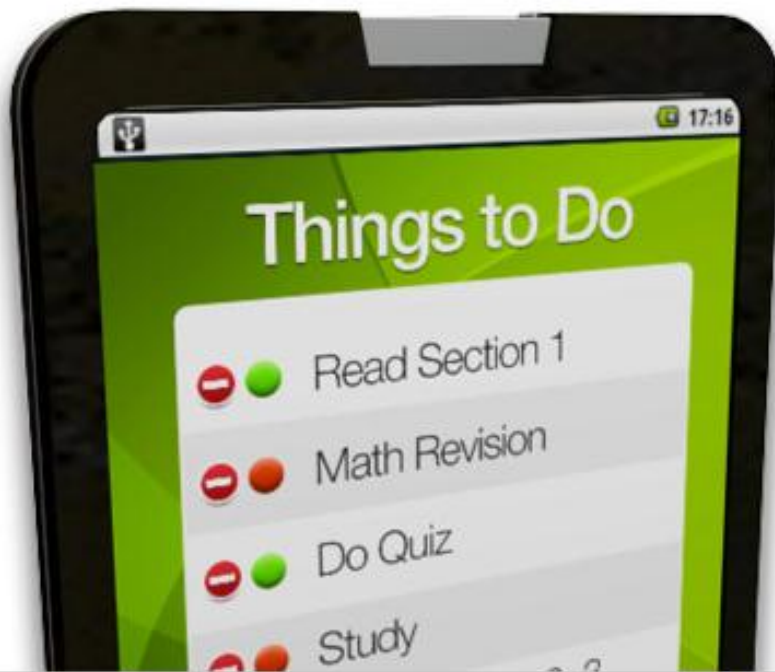 17:16
Things to Do
Read Section 1
Math Revision
Do Quiz
Study